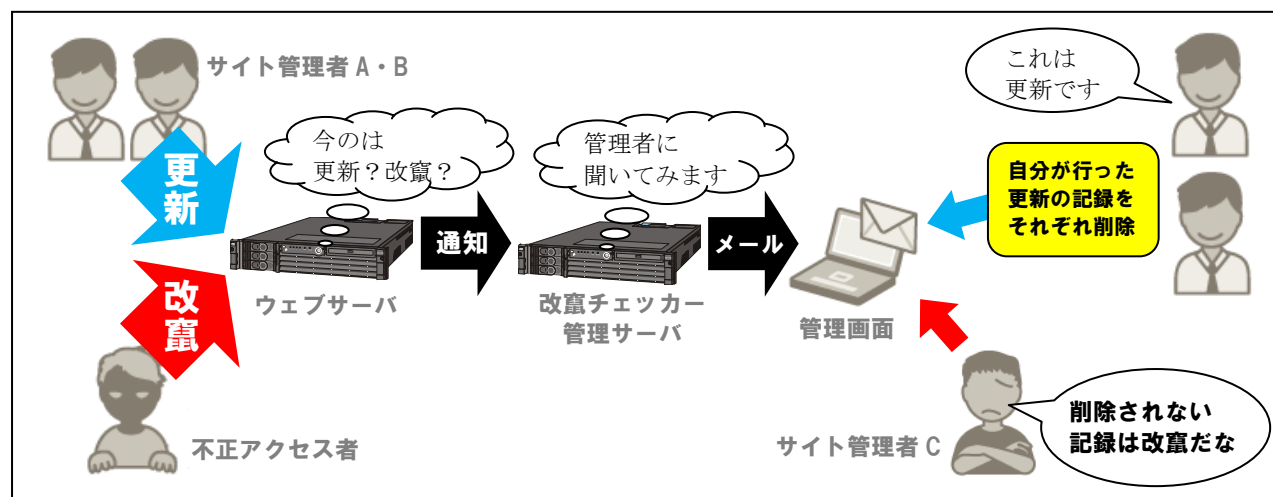 サイト管理者 A・B
これは
更新です
今のは
更新？改竄？
管理者に
聞いてみます
更新
自分が行った
更新の記録を
それぞれ削除
通知
メール
改竄
ウェブサーバ
改竄チェッカー
管理サーバ
管理画面
削除されない
記録は改竄だな
不正アクセス者
サイト管理者 C